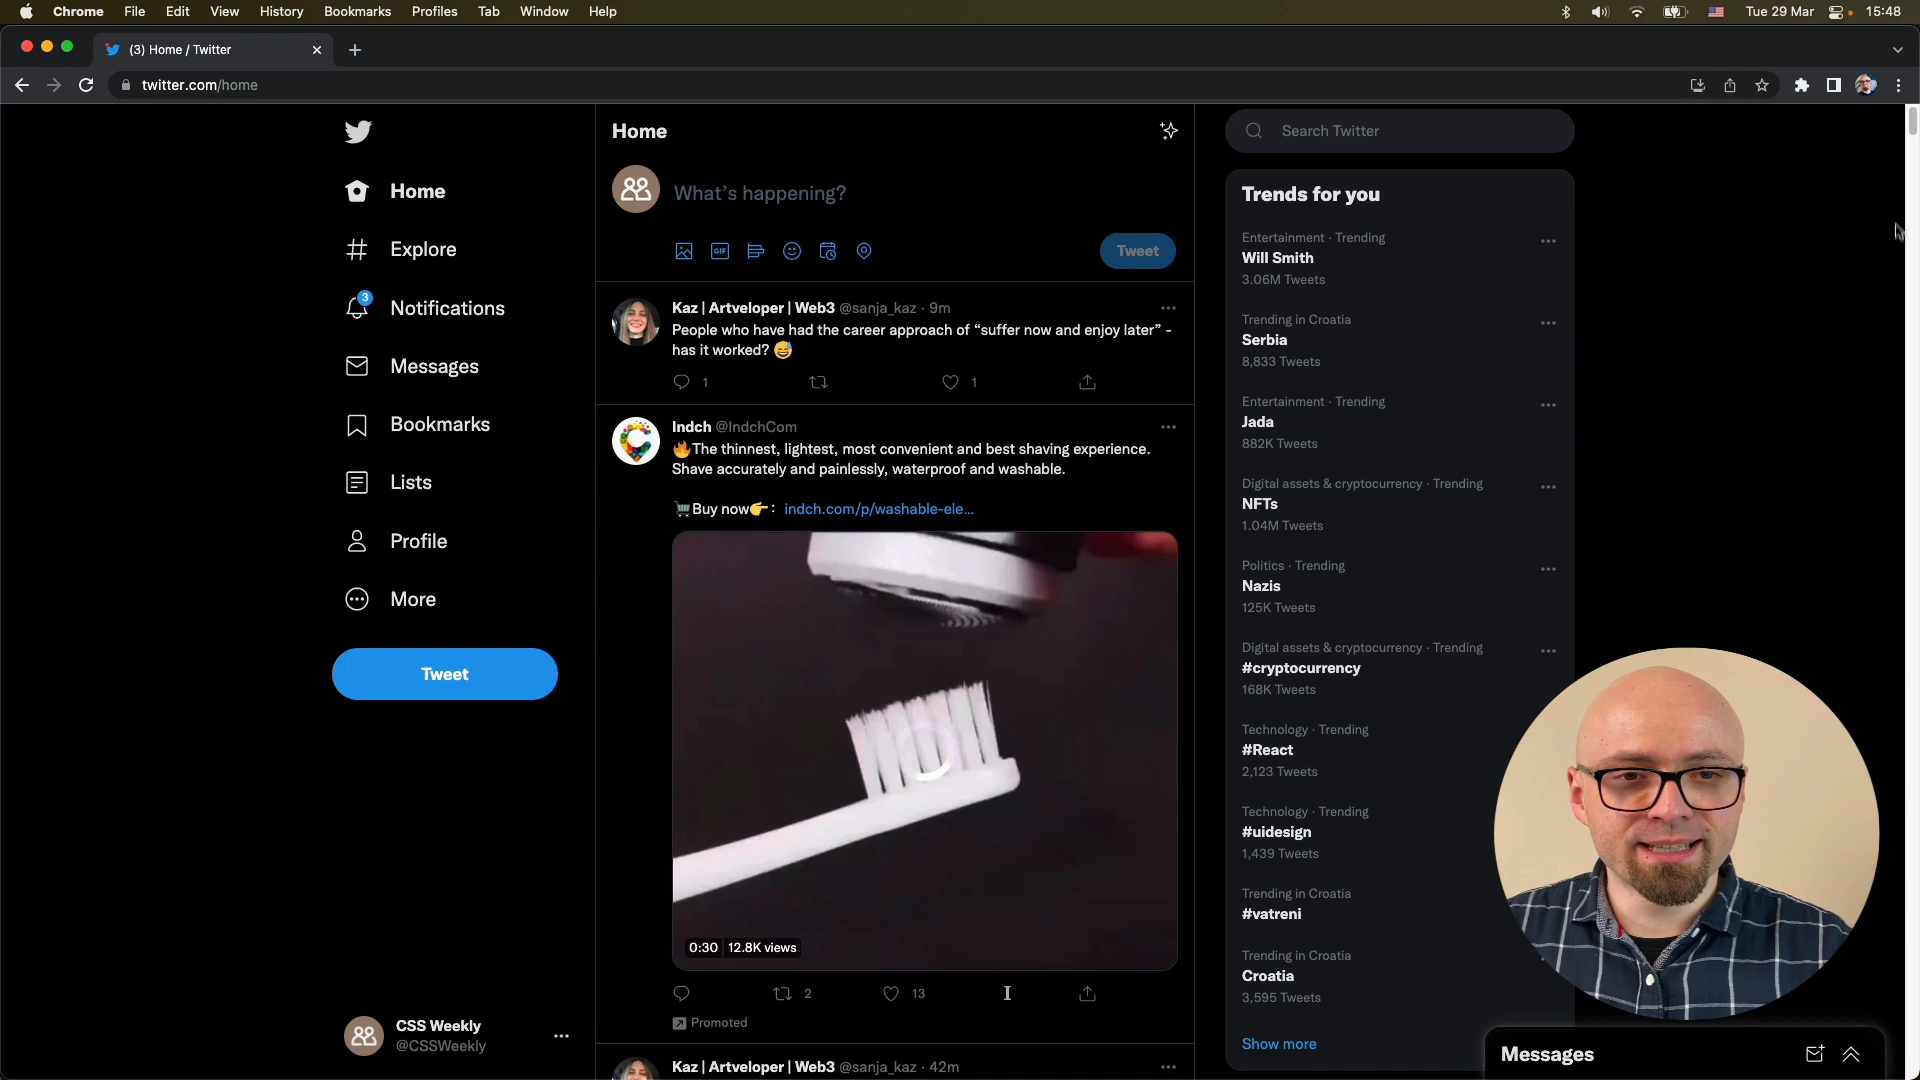 Chrome File Edit View History Bookmarks Profiles Tab Window Help
Tue 29 Mar 15:48
(3) Home / Twitter
twitter.com/home
Home
Explore
3
Notifications
Messages
Bookmarks
Lists
Profile
More
Tweet
CSS Weekly
@CSSWeekly
Home
What's happening?
GIF
Tweet
Kaz | Artveloper | Web3 @sanja_kaz · 9m
People who have had the career approach of “suffer now and enjoy later” -
has it worked? 😅
1 1
Indch @IndchCom
🔥The thinnest, lightest, most convenient and best shaving experience.
Shave accurately and painlessly, waterproof and washable.
🛒Buy now👉: indch.com/p/washable-ele…
0:30 12.8K views
2 13
Promoted
Kaz | Artveloper | Web3 @sanja_kaz · 42m
Search Twitter
Trends for you
Entertainment · Trending
Will Smith
3.06M Tweets
Trending in Croatia
Serbia
8,833 Tweets
Entertainment · Trending
Jada
882K Tweets
Digital assets & cryptocurrency · Trending
NFTs
1.04M Tweets
Politics · Trending
Nazis
125K Tweets
Digital assets & cryptocurrency · Trending
#cryptocurrency
168K Tweets
Technology · Trending
#React
2,123 Tweets
Technology · Trending
#uidesign
1,439 Tweets
Trending in Croatia
#vatreni
Trending in Croatia
Croatia
3,595 Tweets
Show more
Messages